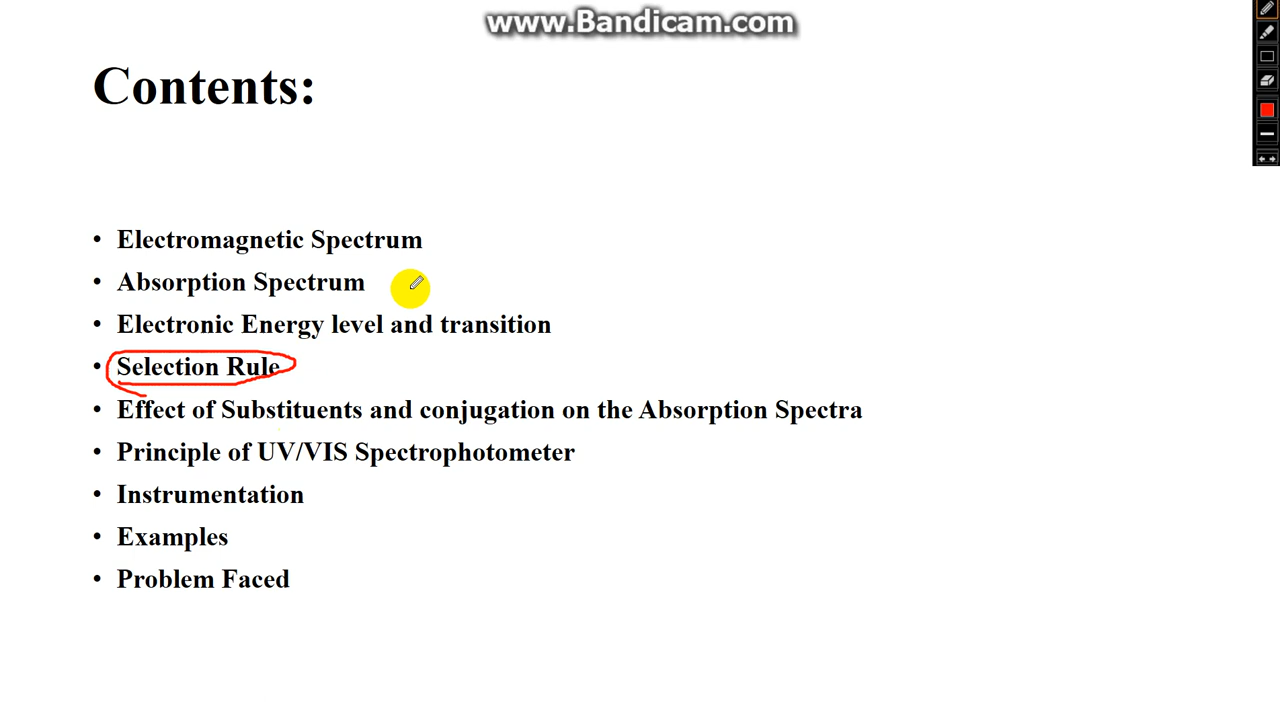 www.Bandicam.com
Contents:
• Electromagnetic Spectrum
• Absorption Spectrum
• Electronic Energy level and transition
• Selection Rule
• Effect of Substituents and conjugation on the Absorption Spectra
• Principle of UV/VIS Spectrophotometer
• Instrumentation
• Examples
• Problem Faced